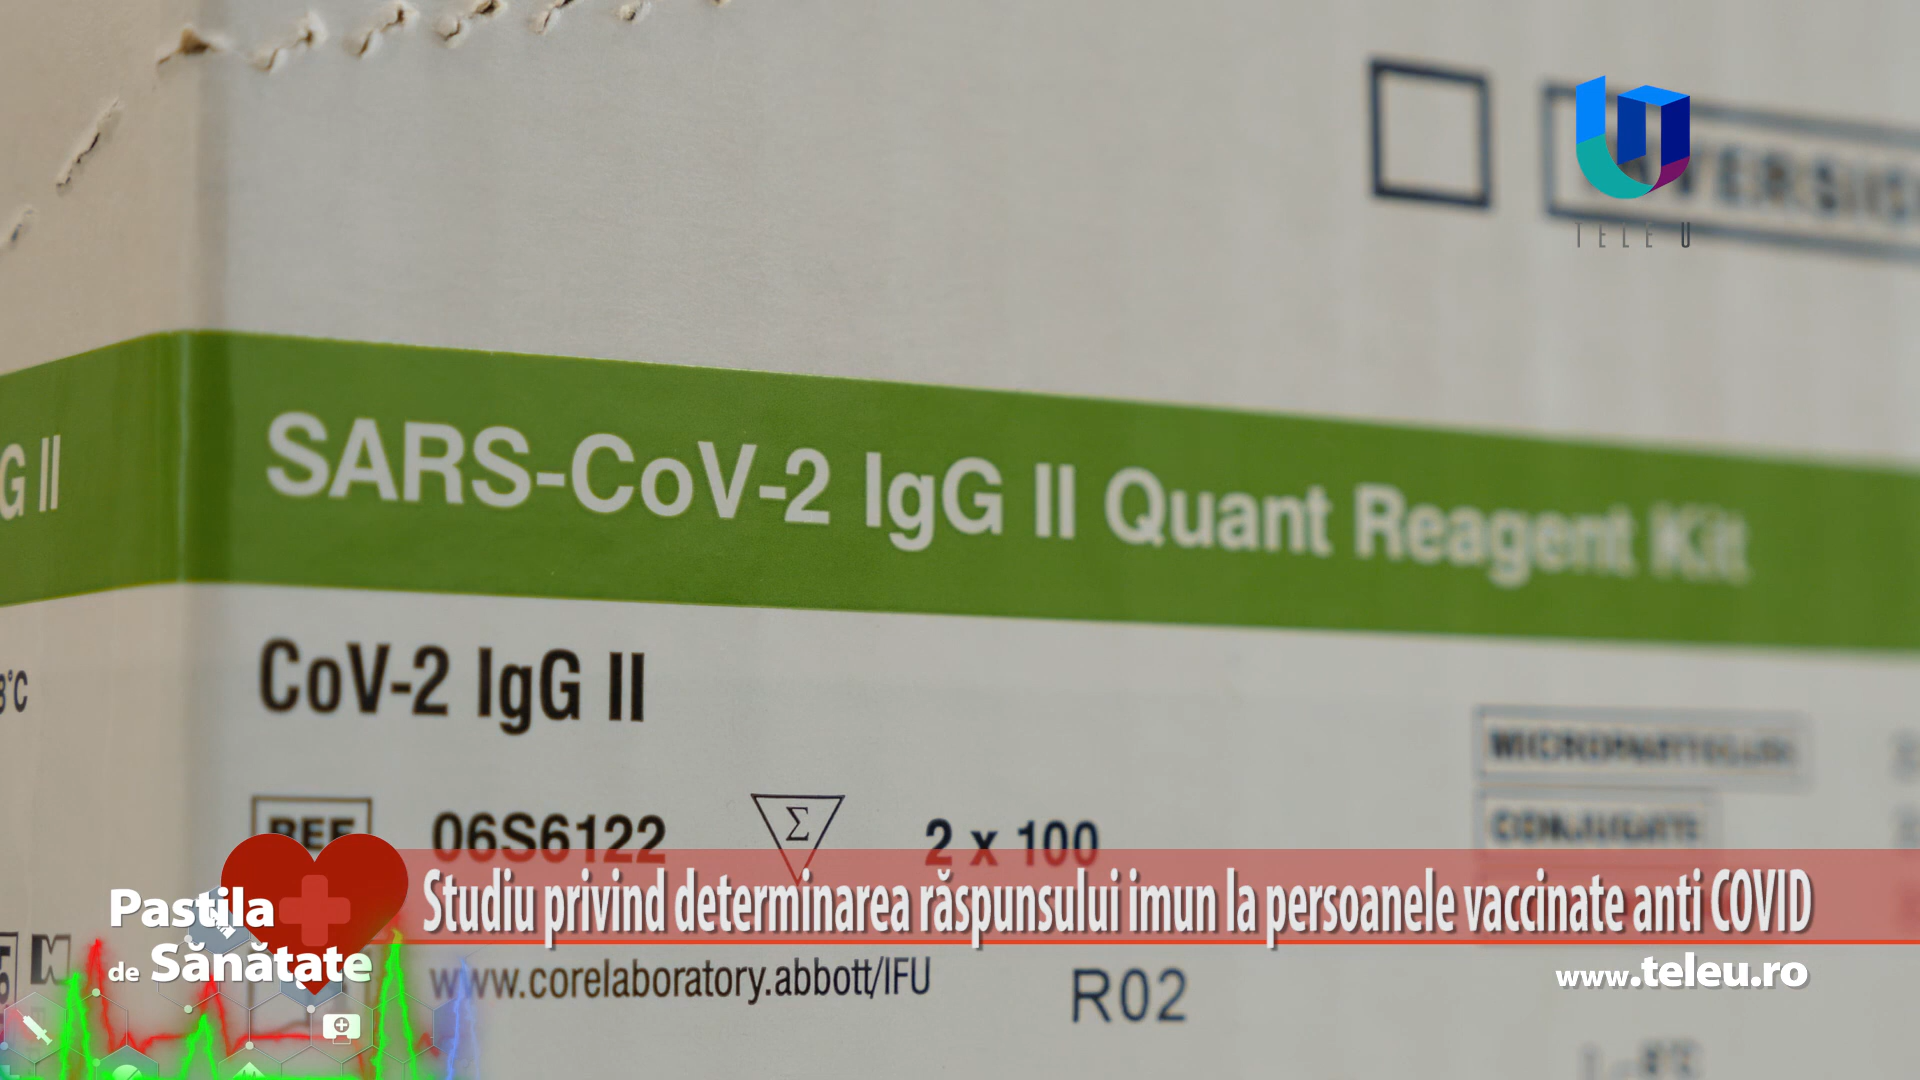 TELE U
G II
SARS-CoV-2 IgG II Quant Reagent Kit
CoV-2 IgG II
8°C
REF 06S6122 Σ 2 x 100
Studiu privind determinarea răspunsului imun la persoanele vaccinate anti COVID
Pastila
de Sănătate
www.corelaboratory.abbott/IFU
R02
www.teleu.ro